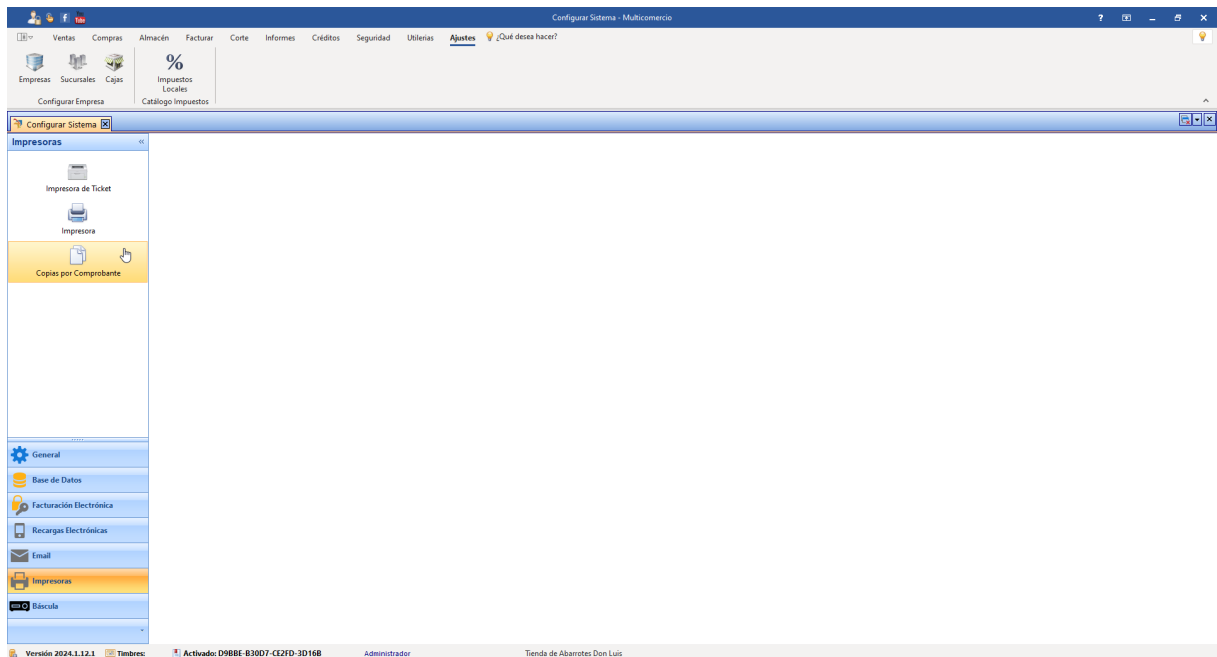 Configurar Sistema - Multicomercio
?
Ventas Compras Almacén Facturar Corte Informes Créditos Seguridad Utilerias Ajustes ¿Qué desea hacer?
Empresas Sucursales Cajas
% Impuestos
Locales
Configurar Empresa Catálogo Impuestos
Configurar Sistema
Impresoras «
Impresora de Ticket
Impresora
Copias por Comprobante
General
Base de Datos
Facturación Electrónica
Recargas Electrónicas
Email
Impresoras
Báscula
Versión 2024.1.12.1 Timbres: Activado: D9BBE-B30D7-CE2FD-3D16B Administrador Tienda de Abarrotes Don Luis